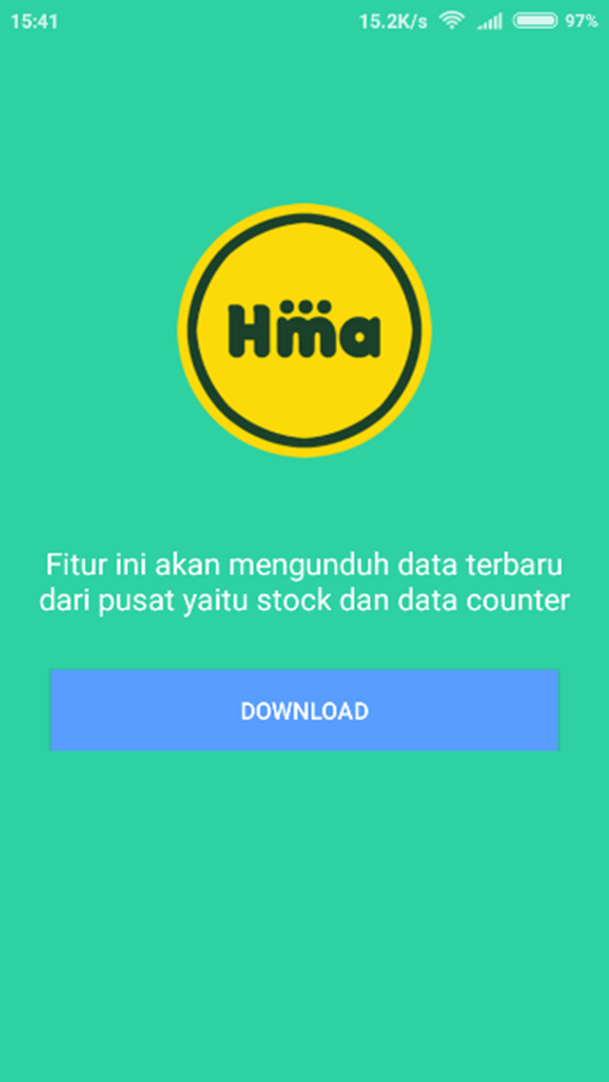 15:41 15.2K/s 97%
Hma
Fitur ini akan mengunduh data terbaru
dari pusat yaitu stock dan data counter
DOWNLOAD